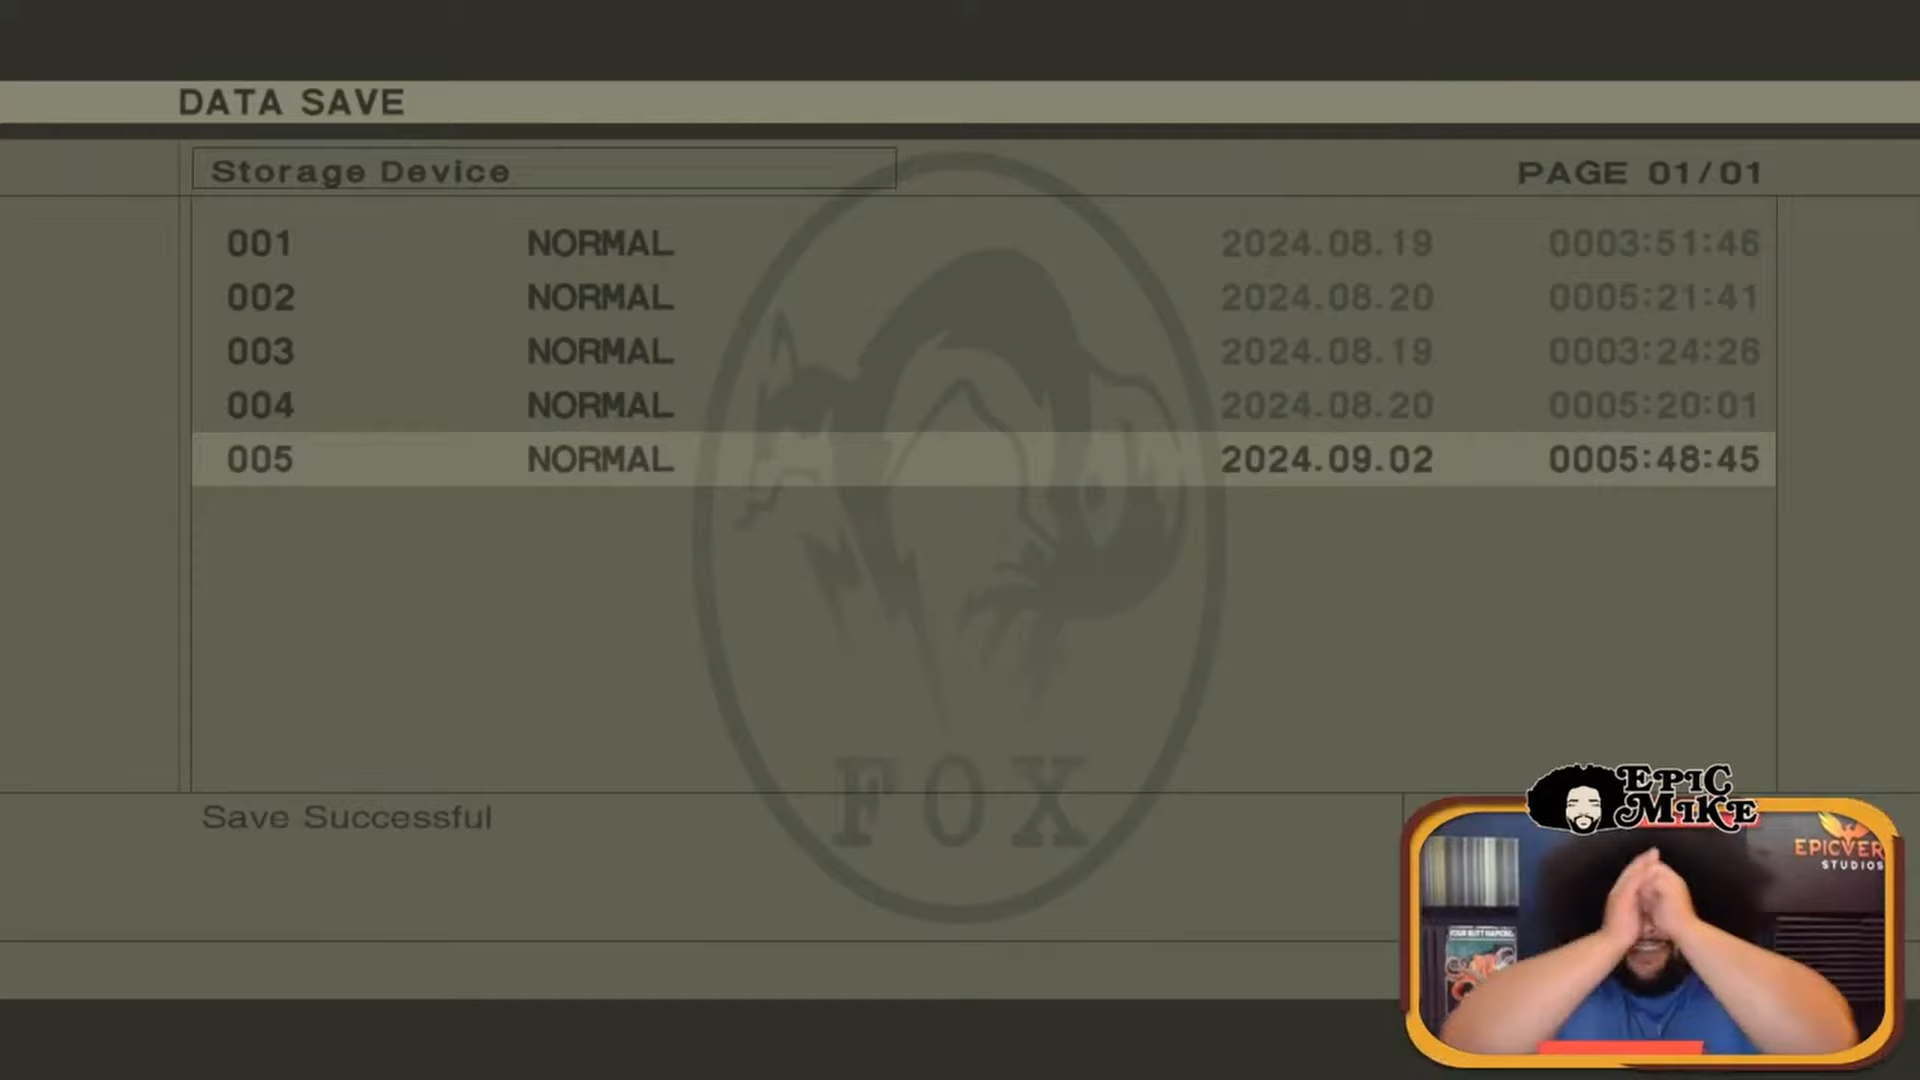 DATA SAVE
Storage Device PAGE 01/01
001 NORMAL 2024.08.19 0003:51:46
002 NORMAL 2024.08.20 0005:21:41
003 NORMAL 2024.08.19 0003:24:26
004 NORMAL 2024.08.20 0005:20:01
005 NORMAL 2024.09.02 0005:48:45
FOX
Save Successful
EPIC
MIKE
EPICVER
STUDIOS